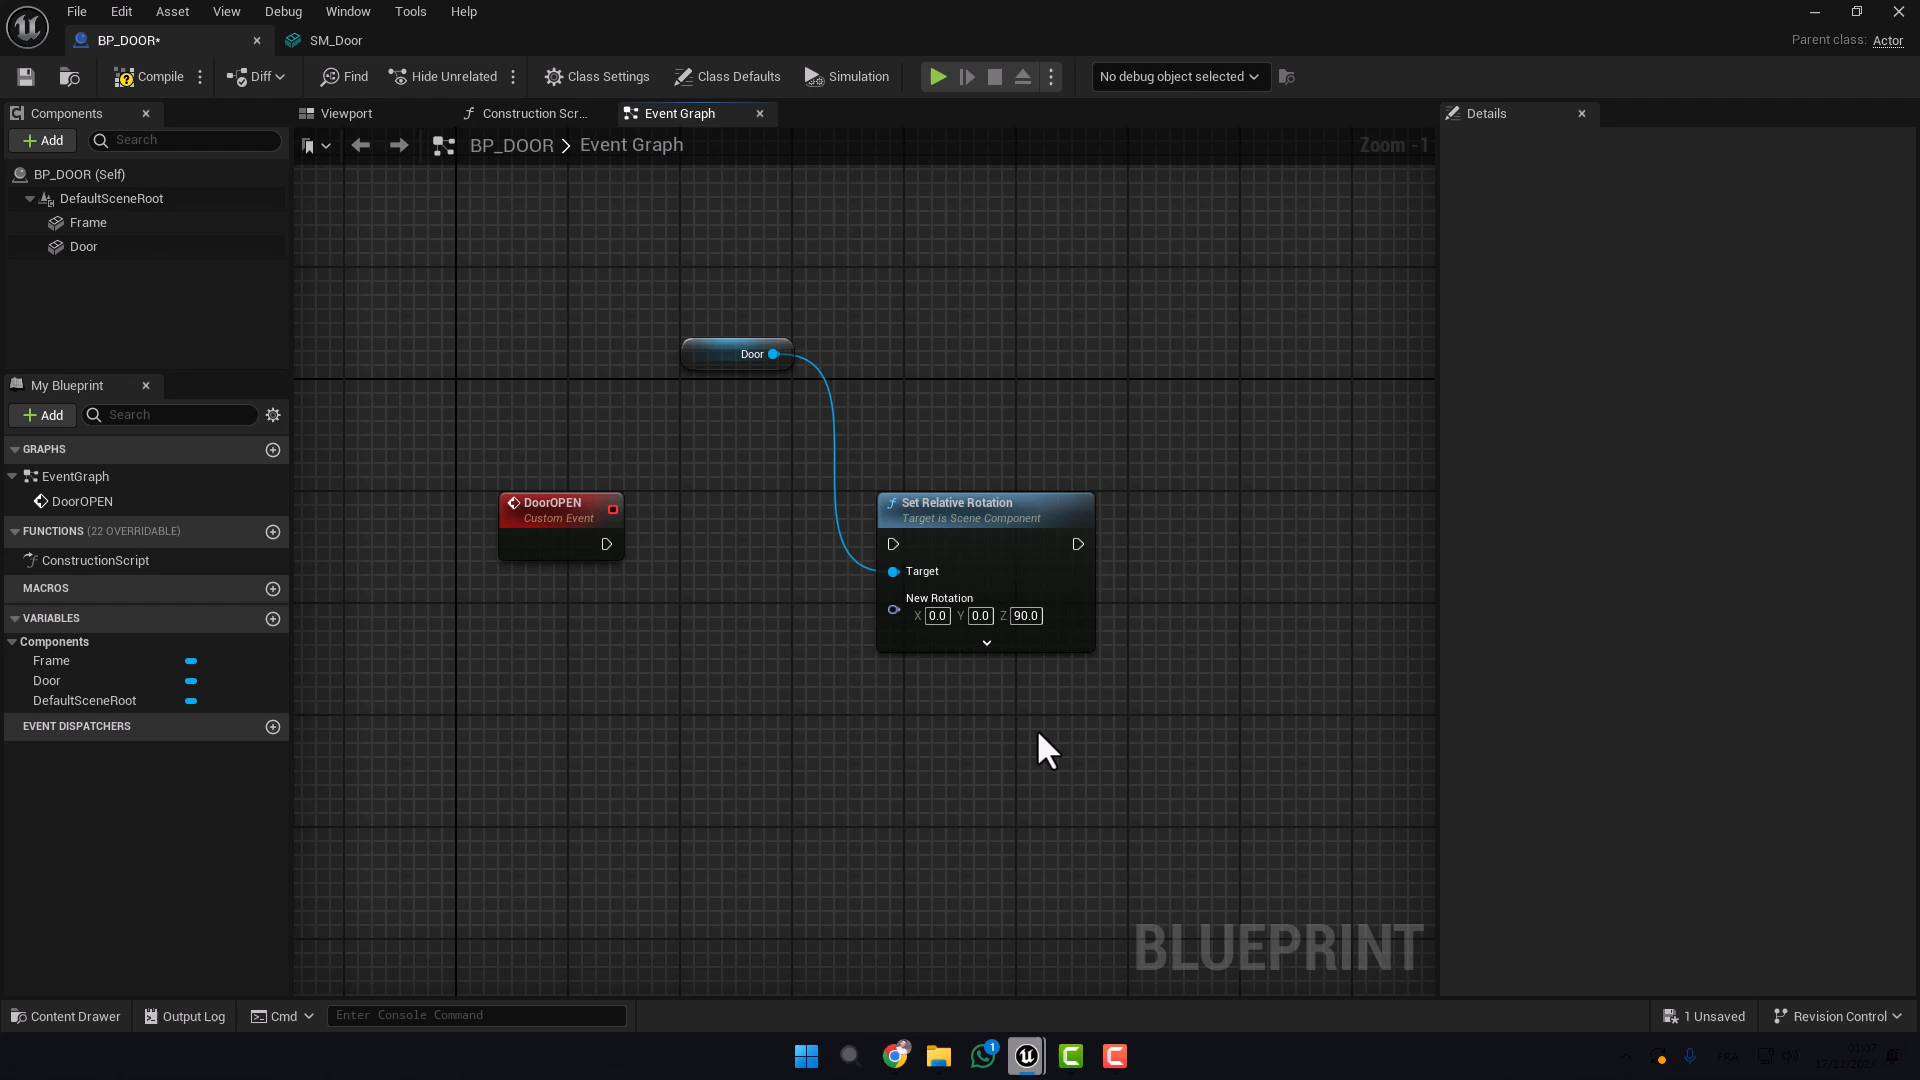 File Edit Asset View Debug Window Tools Help
BP_DOOR*
SM_Door
Parent class: Actor
Compile
Diff
Find
Hide Unrelated
Class Settings
Class Defaults
Simulation
No debug object selected
Components
Add
Search
BP_DOOR (Self)
DefaultSceneRoot
Frame
Door
My Blueprint
Add
Search
GRAPHS
EventGraph
DoorOPEN
FUNCTIONS (22 OVERRIDABLE)
ConstructionScript
MACROS
VARIABLES
Components
Frame
Door
DefaultSceneRoot
EVENT DISPATCHERS
Viewport
Construction Scr...
Event Graph
BP_DOOR > Event Graph
Zoom -1
Door
DoorOPEN
Custom Event
Set Relative Rotation
Target is Scene Component
Target
New Rotation
X 0.0 Y 0.0 Z 90.0
BLUEPRINT
Details
Content Drawer
Output Log
Cmd
Enter Console Command
1 Unsaved
Revision Control
1
FRA